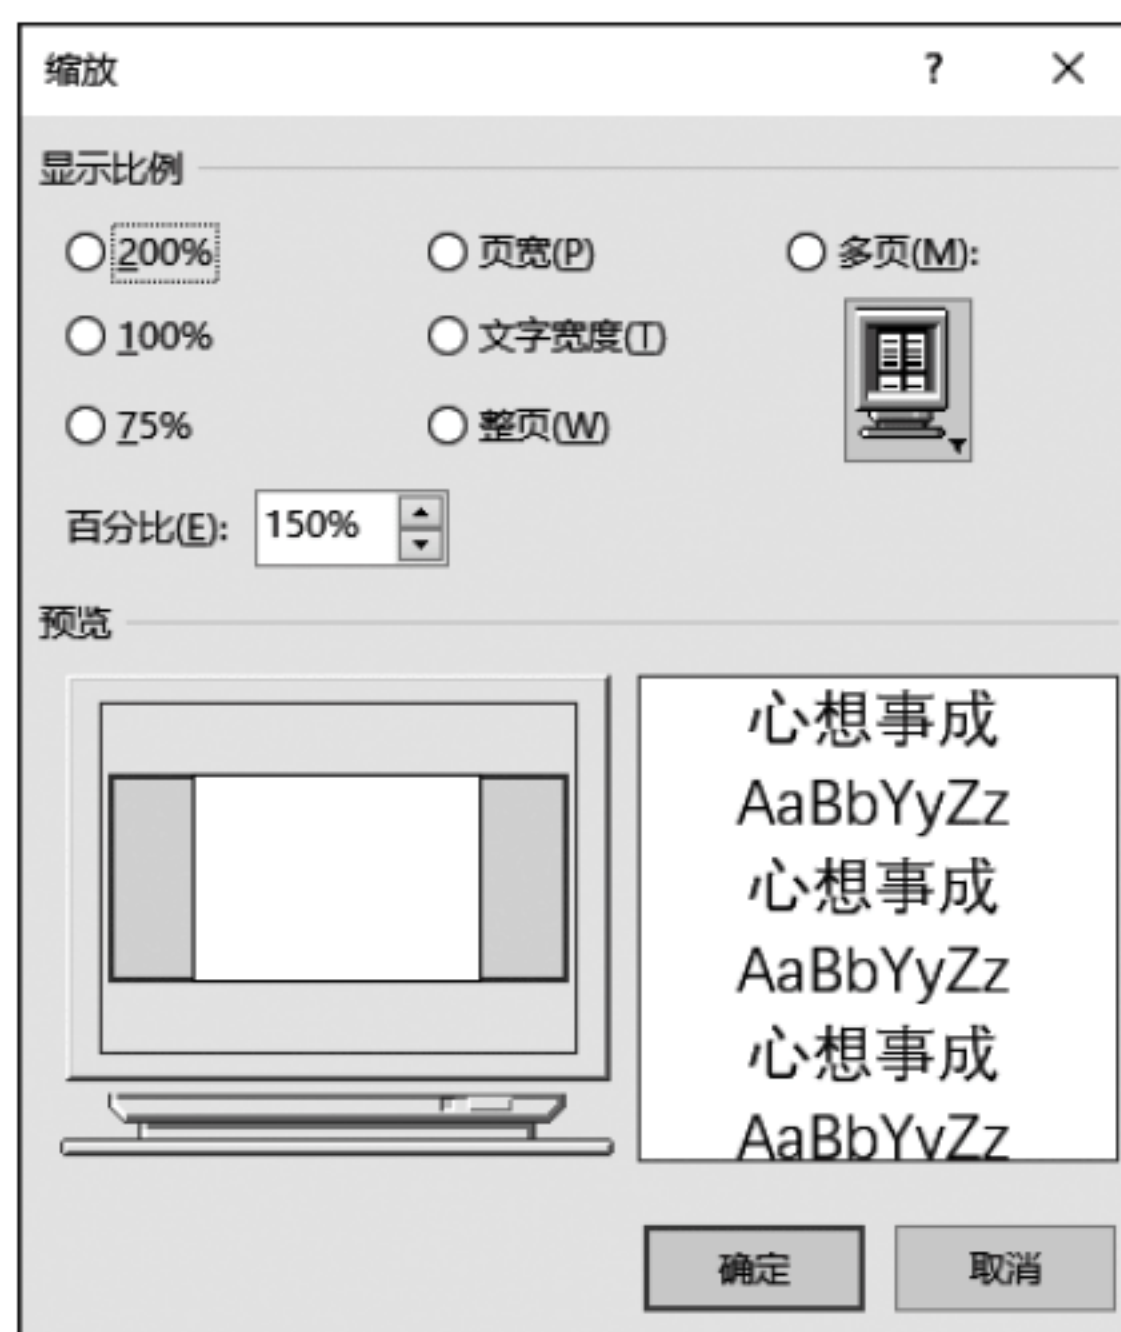 缩放 ?
显示比例
200% 页宽(P) 多页(M):
100% 文字宽度(T)
75% 整页(W)
百分比(E): 150%
预览
心想事成
AaBbYyZz
心想事成
AaBbYyZz
心想事成
AaBbYyZz
确定 取消